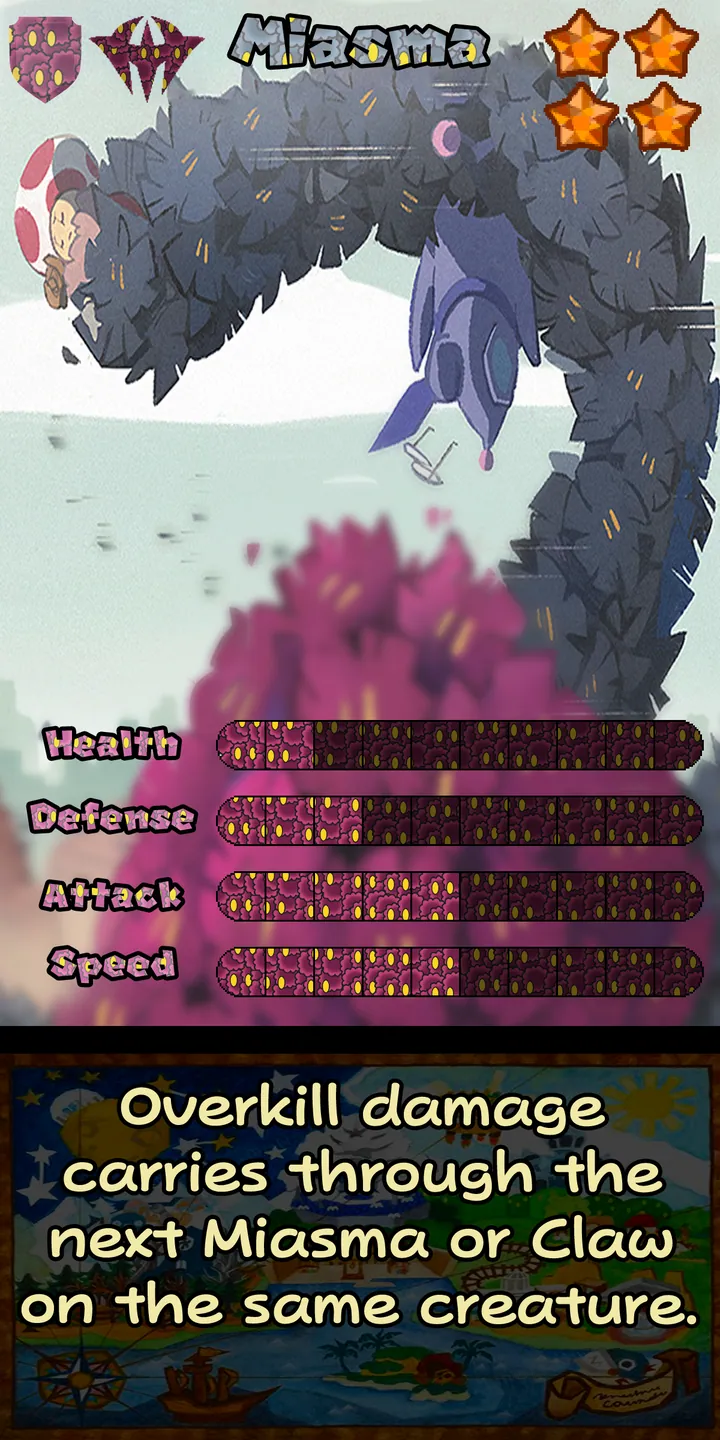 Miasma
Health
Defense
Attack
Speed
Overkill damage
carries through the
next Miasma or Claw
on the same creature.